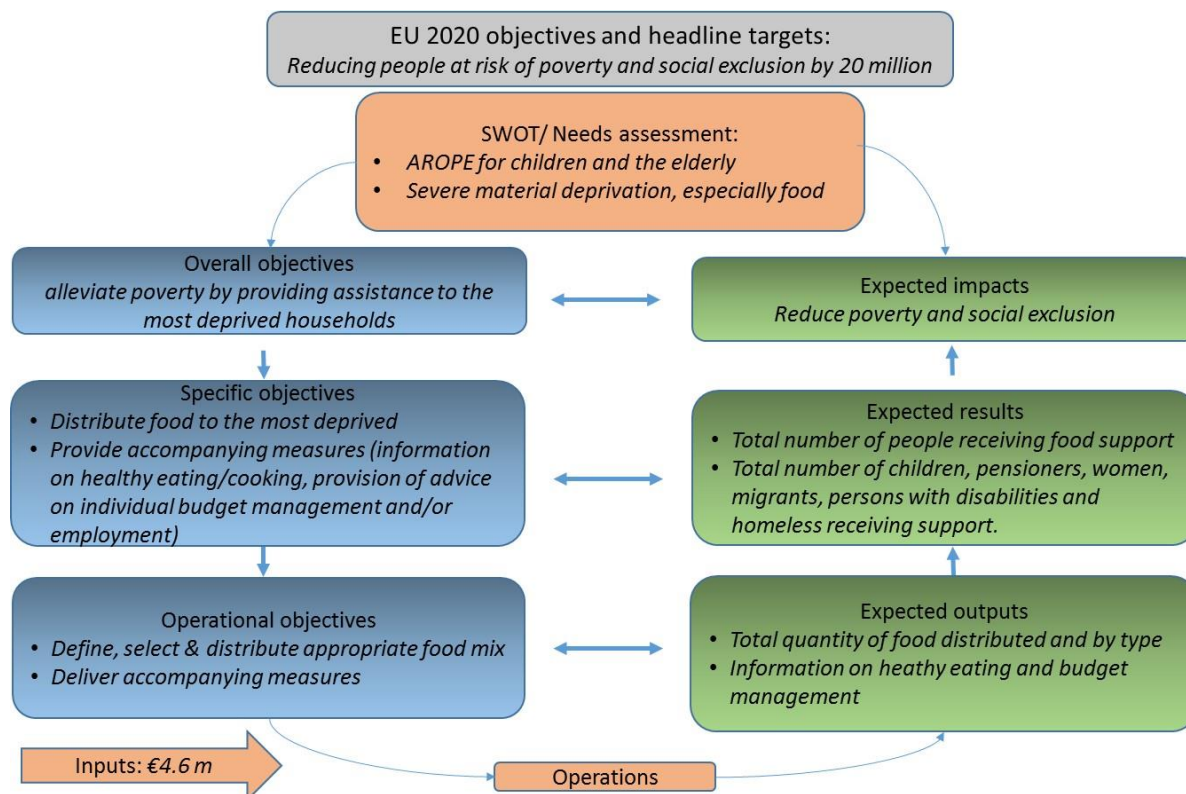 EU 2020 objectives and headline targets:
Reducing people at risk of poverty and social exclusion by 20 million
SWOT/ Needs assessment:
• AROPE for children and the elderly
• Severe material deprivation, especially food
Overall objectives
alleviate poverty by providing assistance to the
most deprived households
Expected impacts
Reduce poverty and social exclusion
Specific objectives
• Distribute food to the most deprived
• Provide accompanying measures (information
on healthy eating/cooking, provision of advice
on individual budget management and/or
employment)
Expected results
• Total number of people receiving food support
• Total number of children, pensioners, women,
migrants, persons with disabilities and
homeless receiving support.
Operational objectives
• Define, select & distribute appropriate food mix
• Deliver accompanying measures
Expected outputs
• Total quantity of food distributed and by type
• Information on heathy eating and budget
management
Inputs: €4.6 m
Operations